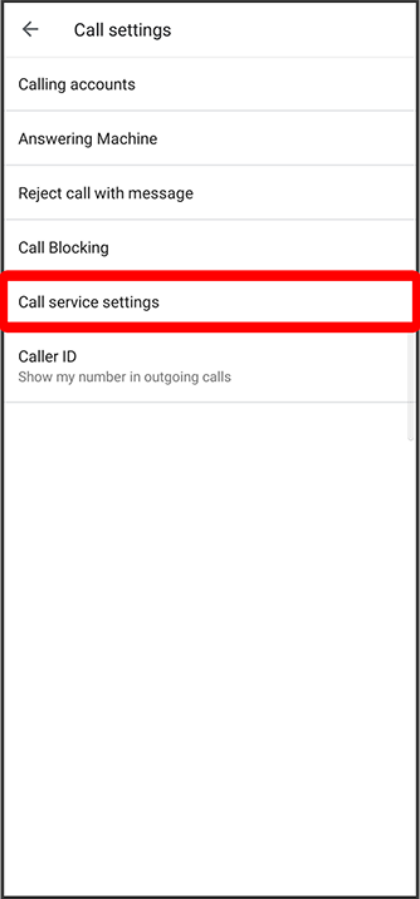 Call settings
Calling accounts
Answering Machine
Reject call with message
Call Blocking
Call service settings
Caller ID
Show my number in outgoing calls